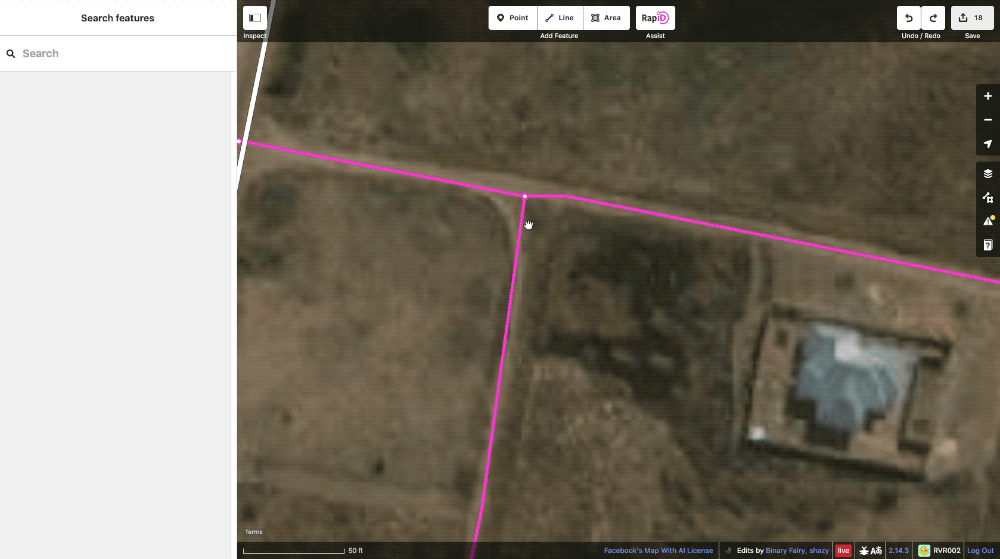 Search features
Search
Inspect
Point
Line
Area
Add Feature
RapiD
Assist
Undo / Redo
18
Save
Terms
50 ft
Facebook's Map With AI License
Edits by Binary Fairy, shazy
live
2.14.3
RVR002
Log Out